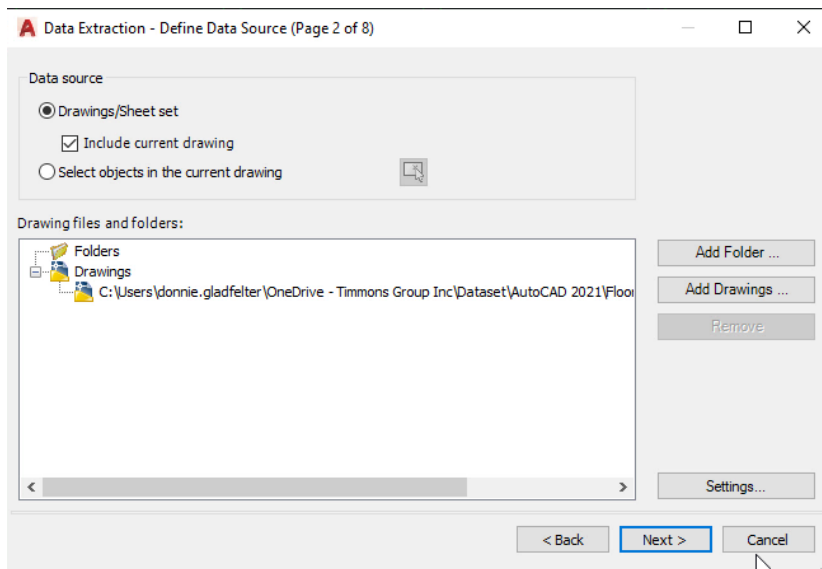 Data Extraction - Define Data Source (Page 2 of 8)
Data source
Drawings/Sheet set
Include current drawing
Select objects in the current drawing
Drawing files and folders:
Folders
Drawings
C:\Users\donnie.gladfelter\OneDrive - Timmons Group Inc\Dataset\AutoCAD 2021\Floor
Add Folder ...
Add Drawings ...
Remove
Settings...
< Back
Next >
Cancel